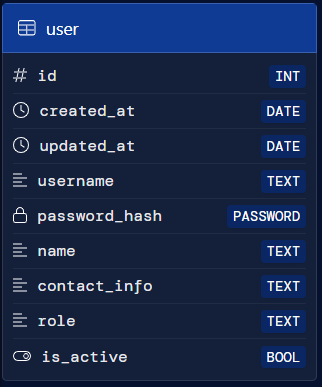 user
# id INT
created_at DATE
updated_at DATE
username TEXT
password_hash PASSWORD
name TEXT
contact_info TEXT
role TEXT
is_active BOOL